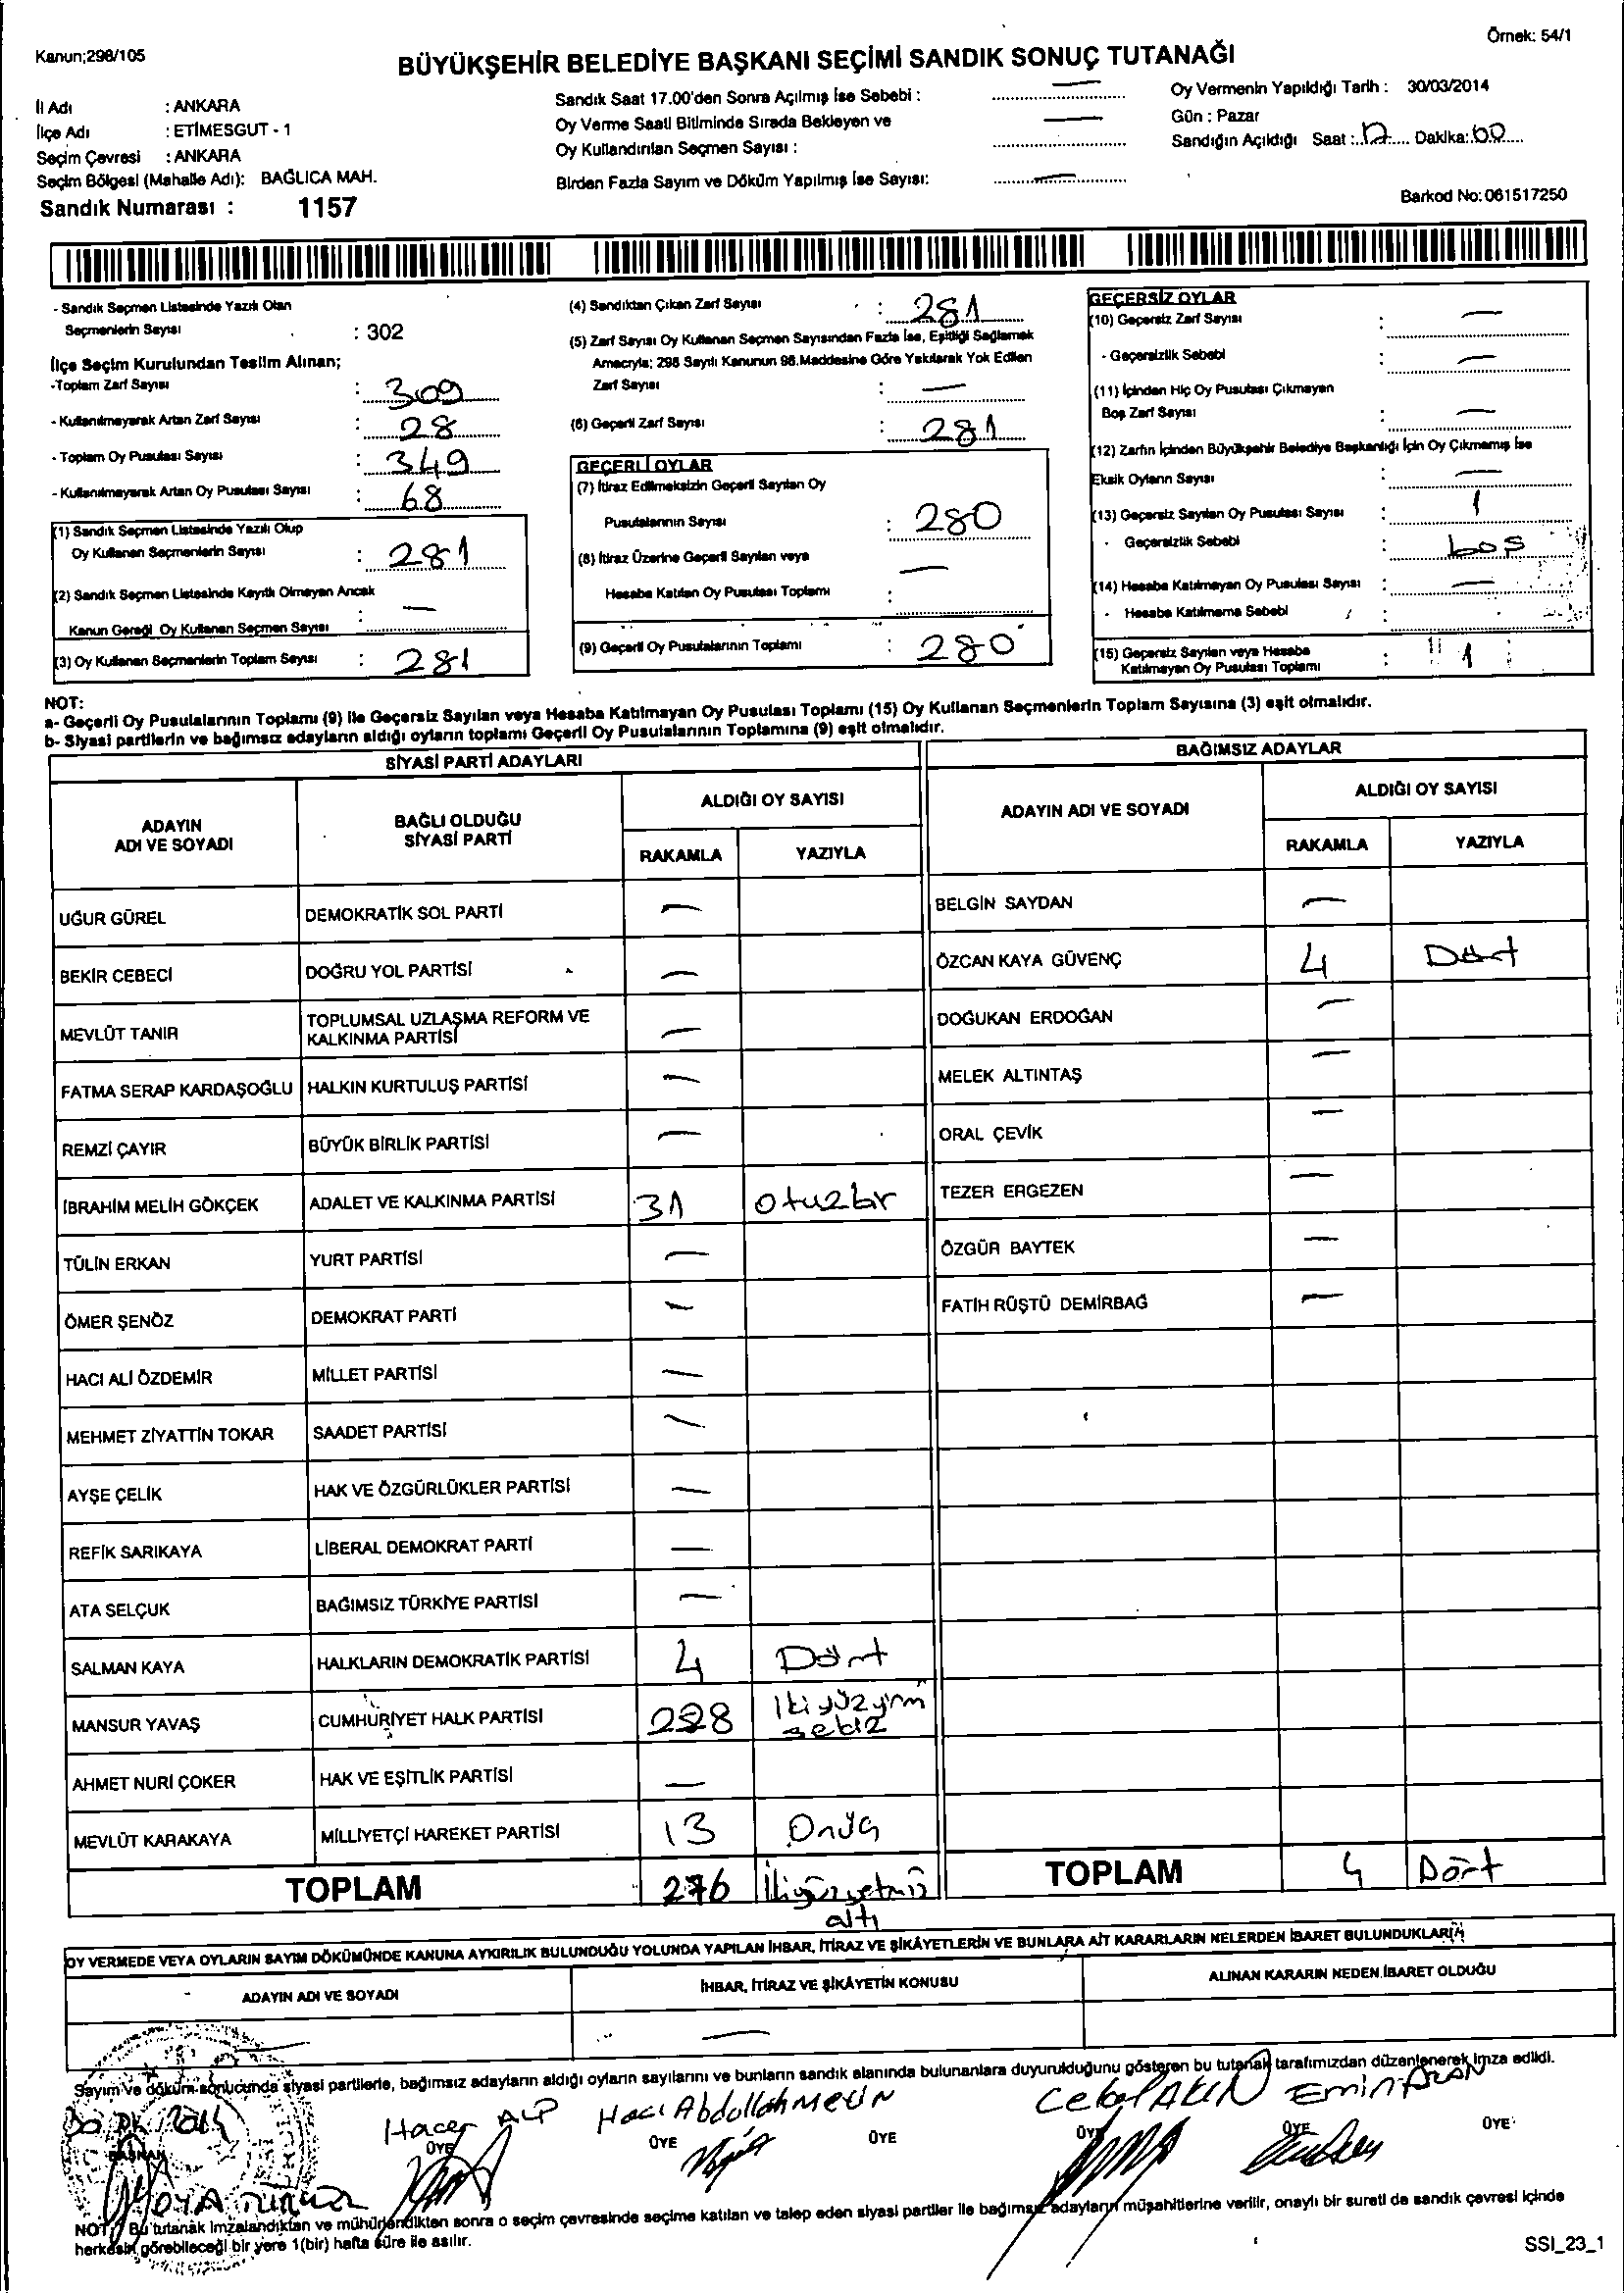 Kanun;298/105
Örnek: 54/1
BÜYÜKŞEHİR BELEDİYE BAŞKANI SEÇİMİ SANDIK SONUÇ TUTANAĞI
İl Adı : ANKARA
İlçe Adı : ETİMESGUT - 1
Seçim Çevresi : ANKARA
Seçim Bölgesi (Mahalle Adı): BAĞLICA MAH.
Sandık Numarası : 1157
Sandık Saat 17.00'den Sonra Açılmış İse Sebebi : —
Oy Verme Saati Bitiminde Sırada Bekleyen ve
Oy Kullandırılan Seçmen Sayısı : —
Birden Fazla Sayım ve Döküm Yapılmış İse Sayısı: —
Oy Vermenin Yapıldığı Tarih : 30/03/2014
Gün : Pazar
Sandığın Açıldığı Saat : 17 Dakika: 00
Barkod No: 061517250
- Sandık Seçmen Listesinde Yazılı Olan
Seçmenlerin Sayısı : 302
İlçe Seçim Kurulundan Teslim Alınan;
-Toplam Zarf Sayısı : 309
- Kullanılmayarak Artan Zarf Sayısı : 28
- Toplam Oy Pusulası Sayısı : 349
- Kullanılmayarak Artan Oy Pusulası Sayısı : 68
(1) Sandık Seçmen Listesinde Yazılı Olup
Oy Kullanan Seçmenlerin Sayısı : 281
(2) Sandık Seçmen Listesinde Kayıtlı Olmayan Ancak
Kanun Gereği Oy Kullanan Seçmen Sayısı : —
(3) Oy Kullanan Seçmenlerin Toplam Sayısı : 281
(4) Sandıktan Çıkan Zarf Sayısı : 281
(5) Zarf Sayısı Oy Kullanan Seçmen Sayısından Fazla İse, Eşitliği Sağlamak
Amacıyla; 298 Sayılı Kanunun 98.Maddesine Göre Yakılarak Yok Edilen
Zarf Sayısı : —
(6) Geçerli Zarf Sayısı : 281
GEÇERLİ OYLAR
(7) İtiraz Edilmeksizin Geçerli Sayılan Oy
Pusulalarının Sayısı : 280
(8) İtiraz Üzerine Geçerli Sayılan veya
Hesaba Katılan Oy Pusulası Toplamı : —
(9) Geçerli Oy Pusulalarının Toplamı : 280
GEÇERSİZ OYLAR
(10) Geçersiz Zarf Sayısı : —
- Geçersizlik Sebebi : —
(11) İçinden Hiç Oy Pusulası Çıkmayan
Boş Zarf Sayısı : —
(12) Zarfın İçinden Büyükşehir Belediye Başkanlığı İçin Oy Çıkmamış İse
Eksik Oyların Sayısı : —
(13) Geçersiz Sayılan Oy Pusulası Sayısı : 1
- Geçersizlik Sebebi : boş
(14) Hesaba Katılmayan Oy Pusulası Sayısı : —
- Hesaba Katılmama Sebebi :
(15) Geçersiz Sayılan veya Hesaba
Katılmayan Oy Pusulası Toplamı : 1
NOT:
a- Geçerli Oy Pusulalarının Toplamı (9) ile Geçersiz Sayılan veya Hesaba Katılmayan Oy Pusulası Toplamı (15) Oy Kullanan Seçmenlerin Toplam Sayısına (3) eşit olmalıdır.
b- Siyasi partilerin ve bağımsız adayların aldığı oyların toplamı Geçerli Oy Pusulalarının Toplamına (9) eşit olmalıdır.
SİYASİ PARTİ ADAYLARI
ADAYIN ADI VE SOYADI
BAĞLI OLDUĞU SİYASİ PARTİ
ALDIĞI OY SAYISI
RAKAMLA YAZIYLA
UĞUR GÜREL DEMOKRATİK SOL PARTİ —
BEKİR CEBECİ DOĞRU YOL PARTİSİ —
MEVLÜT TANIR TOPLUMSAL UZLAŞMA REFORM VE KALKINMA PARTİSİ —
FATMA SERAP KARDAŞOĞLU HALKIN KURTULUŞ PARTİSİ —
REMZİ ÇAYIR BÜYÜK BİRLİK PARTİSİ —
İBRAHİM MELİH GÖKÇEK ADALET VE KALKINMA PARTİSİ 31 otuzbir
TÜLİN ERKAN YURT PARTİSİ —
ÖMER ŞENÖZ DEMOKRAT PARTİ —
HACI ALİ ÖZDEMİR MİLLET PARTİSİ —
MEHMET ZİYATTİN TOKAR SAADET PARTİSİ —
AYŞE ÇELİK HAK VE ÖZGÜRLÜKLER PARTİSİ —
REFİK SARIKAYA LİBERAL DEMOKRAT PARTİ —
ATA SELÇUK BAĞIMSIZ TÜRKİYE PARTİSİ —
SALMAN KAYA HALKLARIN DEMOKRATİK PARTİSİ 4 Dört
MANSUR YAVAŞ CUMHURİYET HALK PARTİSİ 228 ikiyüzyirmi sekiz
AHMET NURİ ÇOKER HAK VE EŞİTLİK PARTİSİ —
MEVLÜT KARAKAYA MİLLİYETÇİ HAREKET PARTİSİ 13 Onüç
TOPLAM 276 İkiyüzyetmiş altı
BAĞIMSIZ ADAYLAR
ADAYIN ADI VE SOYADI
ALDIĞI OY SAYISI
RAKAMLA YAZIYLA
BELGİN SAYDAN —
ÖZCAN KAYA GÜVENÇ 4 Dört
DOĞUKAN ERDOĞAN —
MELEK ALTINTAŞ —
ORAL ÇEVİK —
TEZER ERGEZEN —
ÖZGÜR BAYTEK —
FATİH RÜŞTÜ DEMİRBAĞ —
TOPLAM 4 Dört
OY VERMEDE VEYA OYLARIN SAYIM DÖKÜMÜNDE KANUNA AYKIRILIK BULUNDUĞU YOLUNDA YAPILAN İHBAR, İTİRAZ VE ŞİKÂYETLERİN VE BUNLARA AİT KARARLARIN NELERDEN İBARET BULUNDUKLARI
ADAYIN ADI VE SOYADI
İHBAR, İTİRAZ VE ŞİKÂYETİN KONUSU
ALINAN KARARIN NEDEN İBARET OLDUĞU
Sayım ve döküm sonucunda siyasi partilerle, bağımsız adayların aldığı oyların sayılarını ve bunların sandık alanında bulunanlara duyurulduğunu gösteren bu tutanak tarafımızdan düzenlenerek imza edildi.
Hacer ALP Hacı Abdullah Metin Celal AKIN Emin ALAN
BAŞKAN ÜYE ÜYE ÜYE ÜYE ÜYE ÜYE
NOT: Bu tutanak imzalandıktan ve mühürlendikten sonra o seçim çevresinde seçime katılan ve talep eden siyasi partiler ile bağımsız adayların müşahitlerine verilir, onaylı bir sureti de sandık çevresi içinde
herkesin görebileceği bir yere 1(bir) hafta süre ile asılır.
SSI_23_1